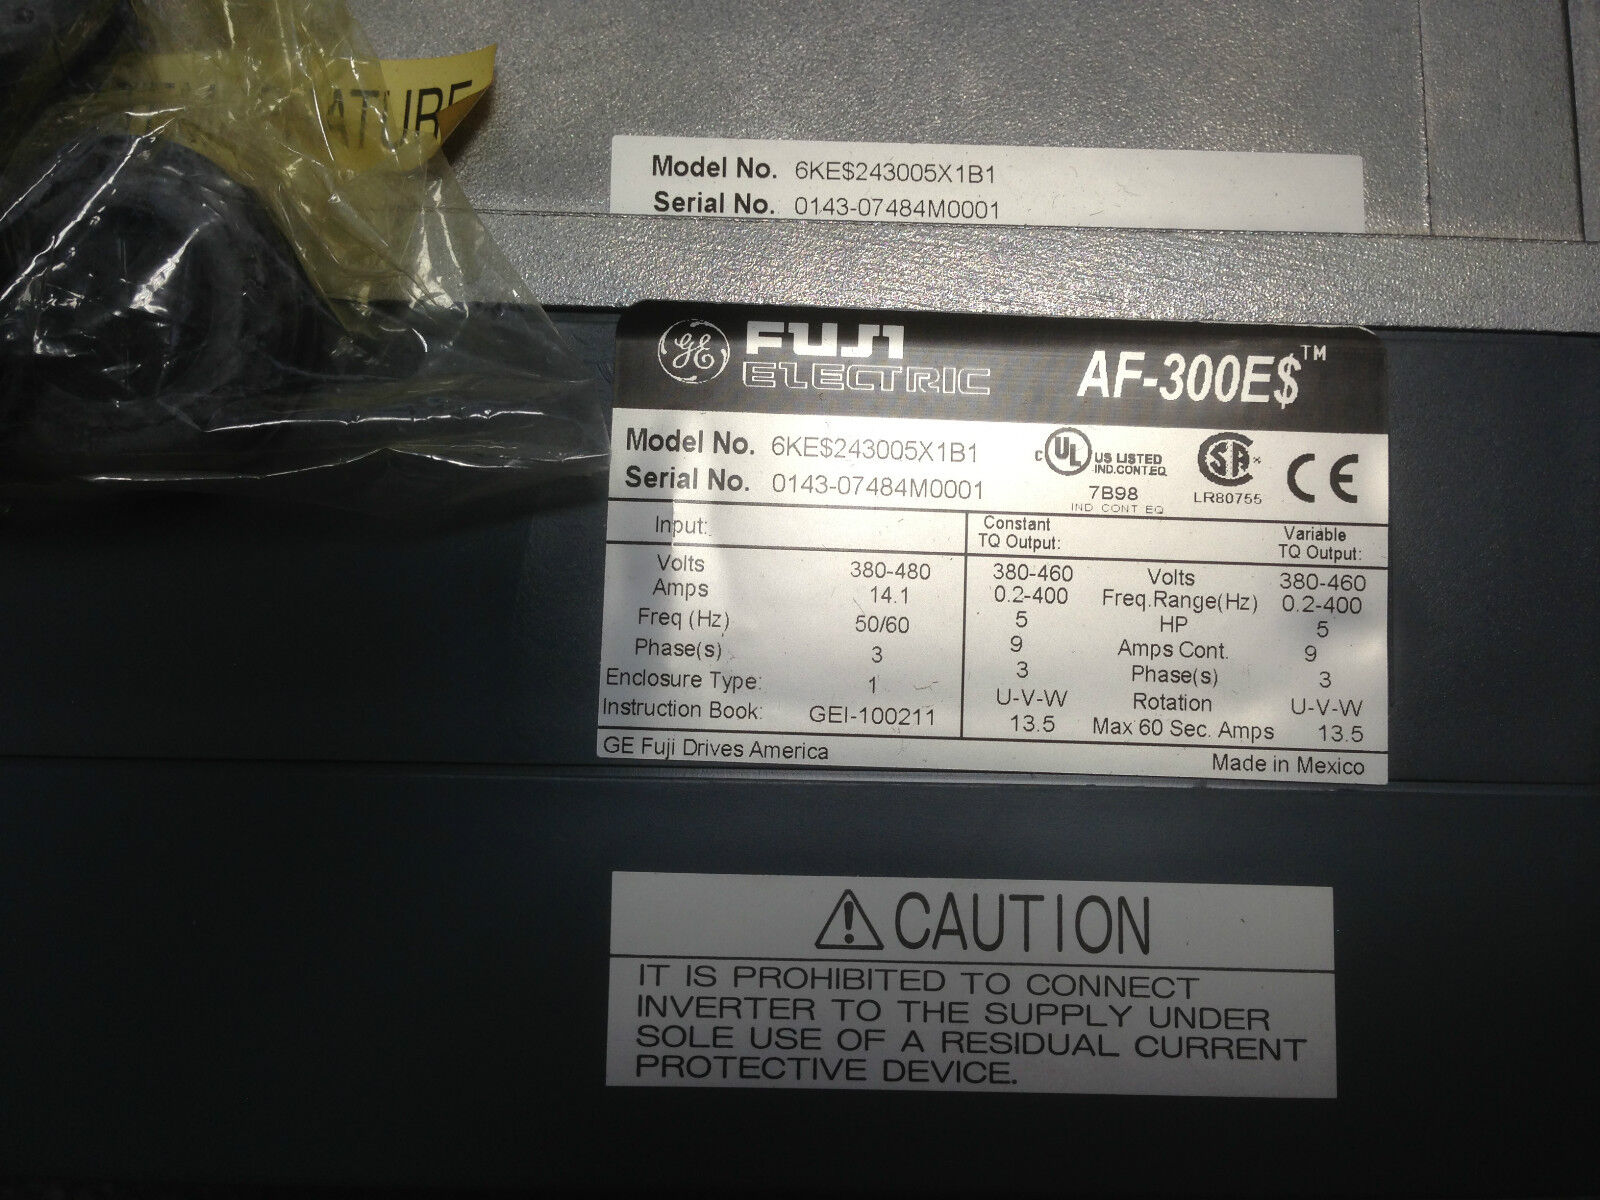 ATURE
Model No. 6KE$243005X1B1
Serial No. 0143-07484M0001
GE FUJI ELECTRIC AF-300E$™
Model No. 6KE$243005X1B1
Serial No. 0143-07484M0001
c UL US LISTED
IND.CONT.EQ
7B98
IND CONT EQ
SA
LR80755
CE
Input:
Constant
TQ Output:
Variable
TQ Output:
Volts 380-480 380-460 Volts 380-460
Amps 14.1 0.2-400 Freq.Range(Hz) 0.2-400
Freq (Hz) 50/60 5 HP 5
Phase(s) 3 9 Amps Cont. 9
Enclosure Type: 1 3 Phase(s) 3
Instruction Book: GEI-100211 U-V-W Rotation U-V-W
13.5 Max 60 Sec. Amps 13.5
GE Fuji Drives America Made in Mexico
CAUTION
IT IS PROHIBITED TO CONNECT
INVERTER TO THE SUPPLY UNDER
SOLE USE OF A RESIDUAL CURRENT
PROTECTIVE DEVICE.